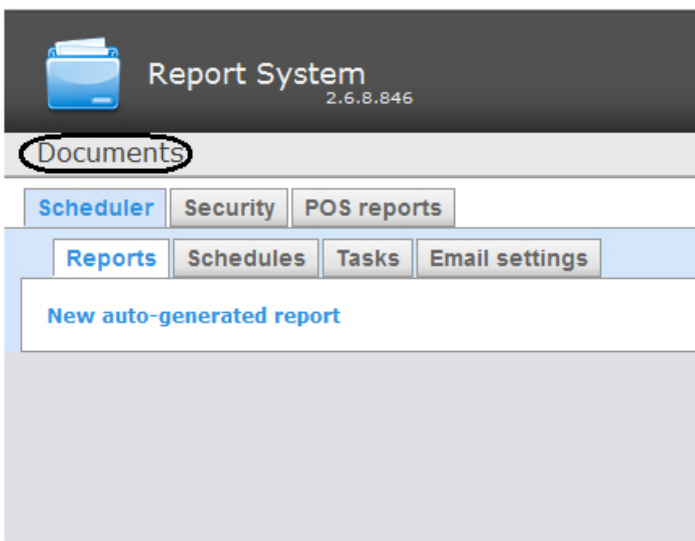 Report System
2.6.8.846
Documents
Scheduler Security POS reports
Reports Schedules Tasks Email settings
New auto-generated report